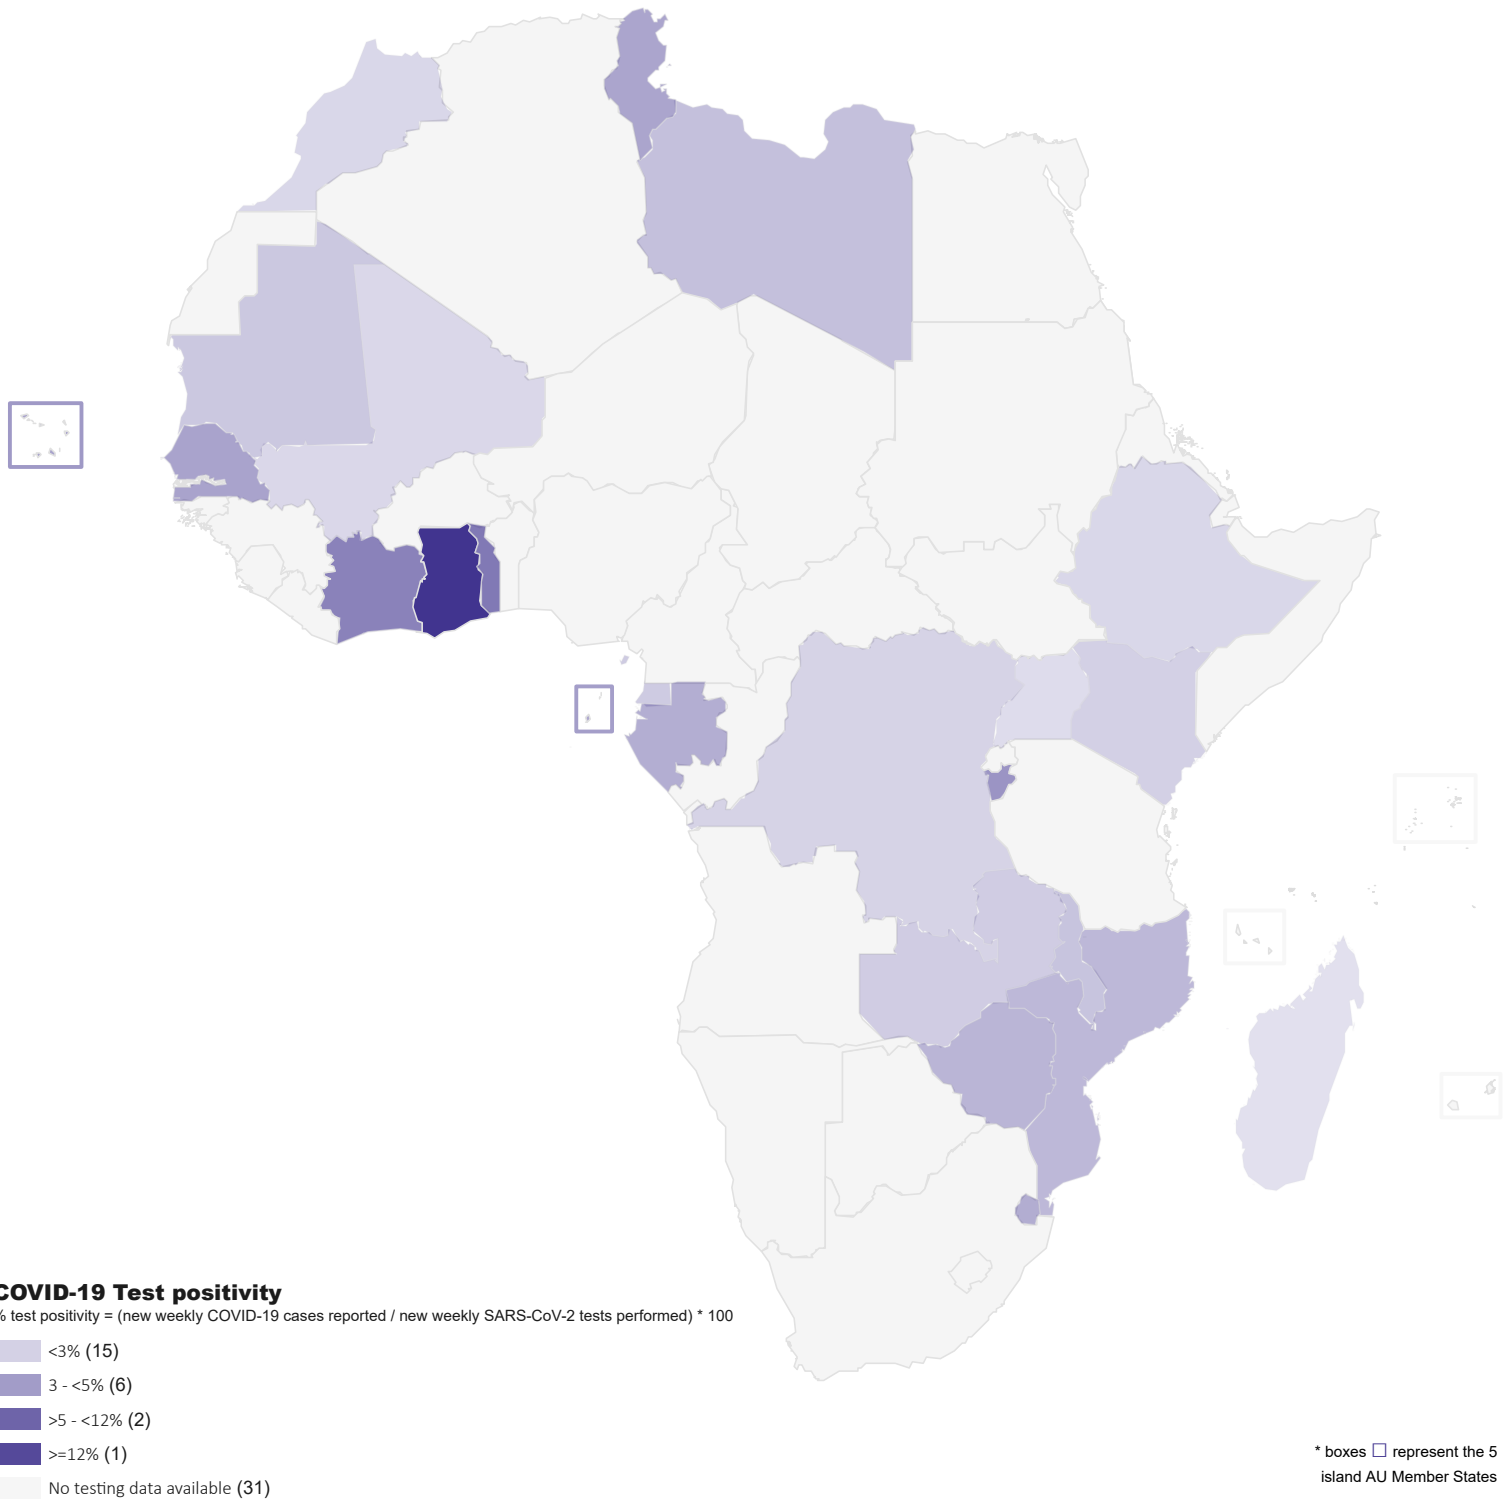 COVID-19 Test positivity
% test positivity = (new weekly COVID-19 cases reported / new weekly SARS-CoV-2 tests performed) * 100
<3% (15)
3 - <5% (6)
>5 - <12% (2)
>=12% (1)
No testing data available (31)
* boxes □ represent the 5
island AU Member States